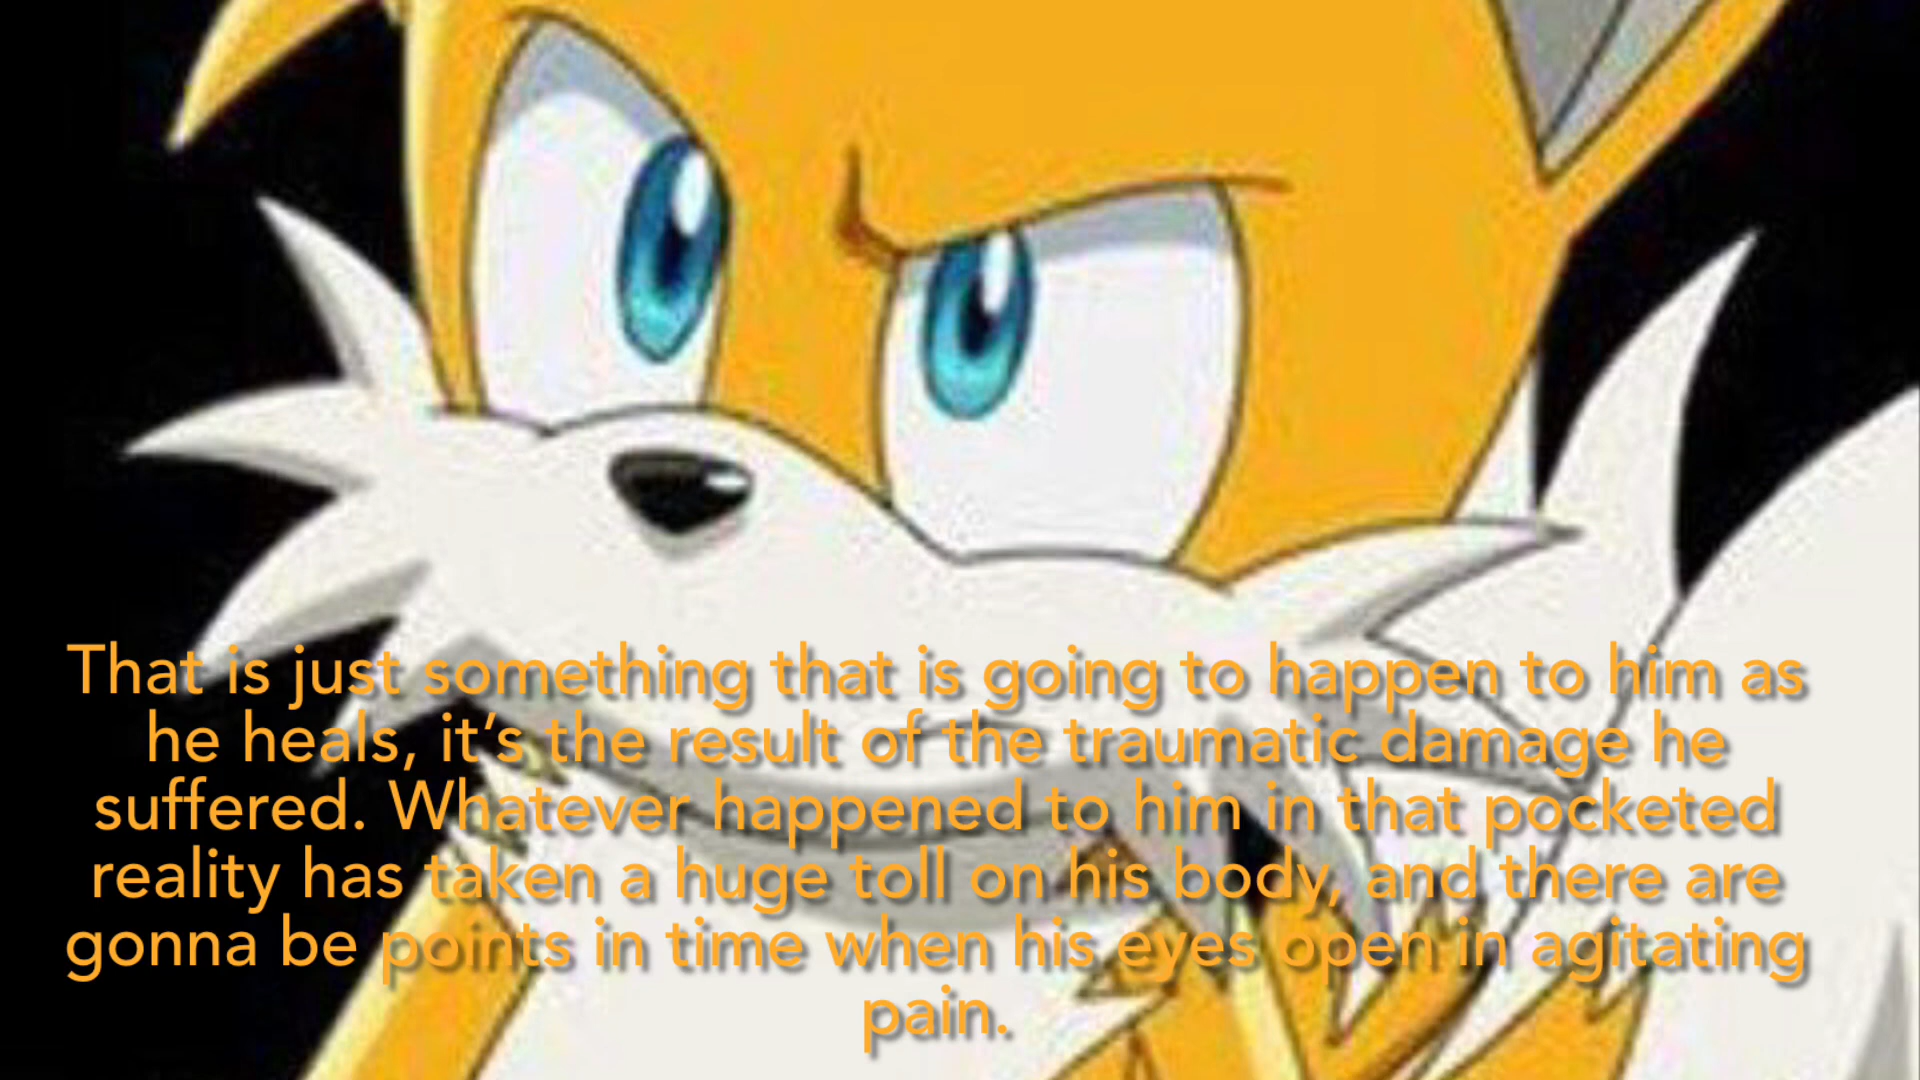 That is just something that is going to happen to him as
he heals, it’s the result of the traumatic damage he
suffered. Whatever happened to him in that pocketed
reality has taken a huge toll on his body, and there are
gonna be points in time when his eyes open in agitating
pain.